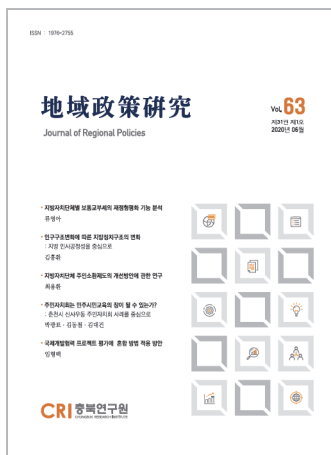 ISSN : 1976-2755
地域政策硏究
Journal of Regional Policies
Vol. 63
제31권 제1호
2020년 06월
· 지방자치단체별 보통교부세의 재정형평화 기능 분석
류영아
· 인구구조변화에 따른 지방정치구조의 변화
: 지방 인사공정성을 중심으로
김흥환
· 지방자치단체 주민소환제도의 개선방안에 관한 연구
최용환
· 주민자치회는 민주시민교육의 장이 될 수 있는가?
: 춘천시 신사우동 주민자치회 사례를 중심으로
박광표 · 김동철 · 김대건
· 국제개발협력 프로젝트 평가에 혼합 방법 적용 방안
임형백
CRI 충북연구원
CHUNGBUK RESEARCH INSTITUTE